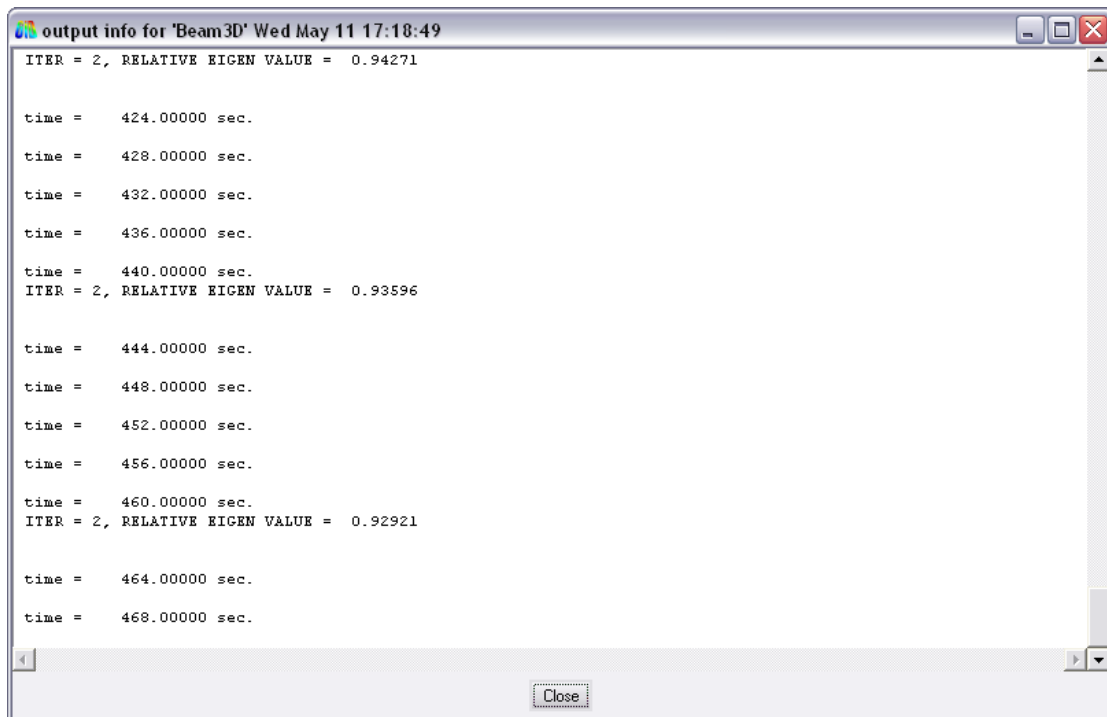 output info for 'Beam3D' Wed May 11 17:18:49
ITER = 2, RELATIVE EIGEN VALUE =  0.94271
time =    424.00000 sec.
time =    428.00000 sec.
time =    432.00000 sec.
time =    436.00000 sec.
time =    440.00000 sec.
ITER = 2, RELATIVE EIGEN VALUE =  0.93596
time =    444.00000 sec.
time =    448.00000 sec.
time =    452.00000 sec.
time =    456.00000 sec.
time =    460.00000 sec.
ITER = 2, RELATIVE EIGEN VALUE =  0.92921
time =    464.00000 sec.
time =    468.00000 sec.
Close